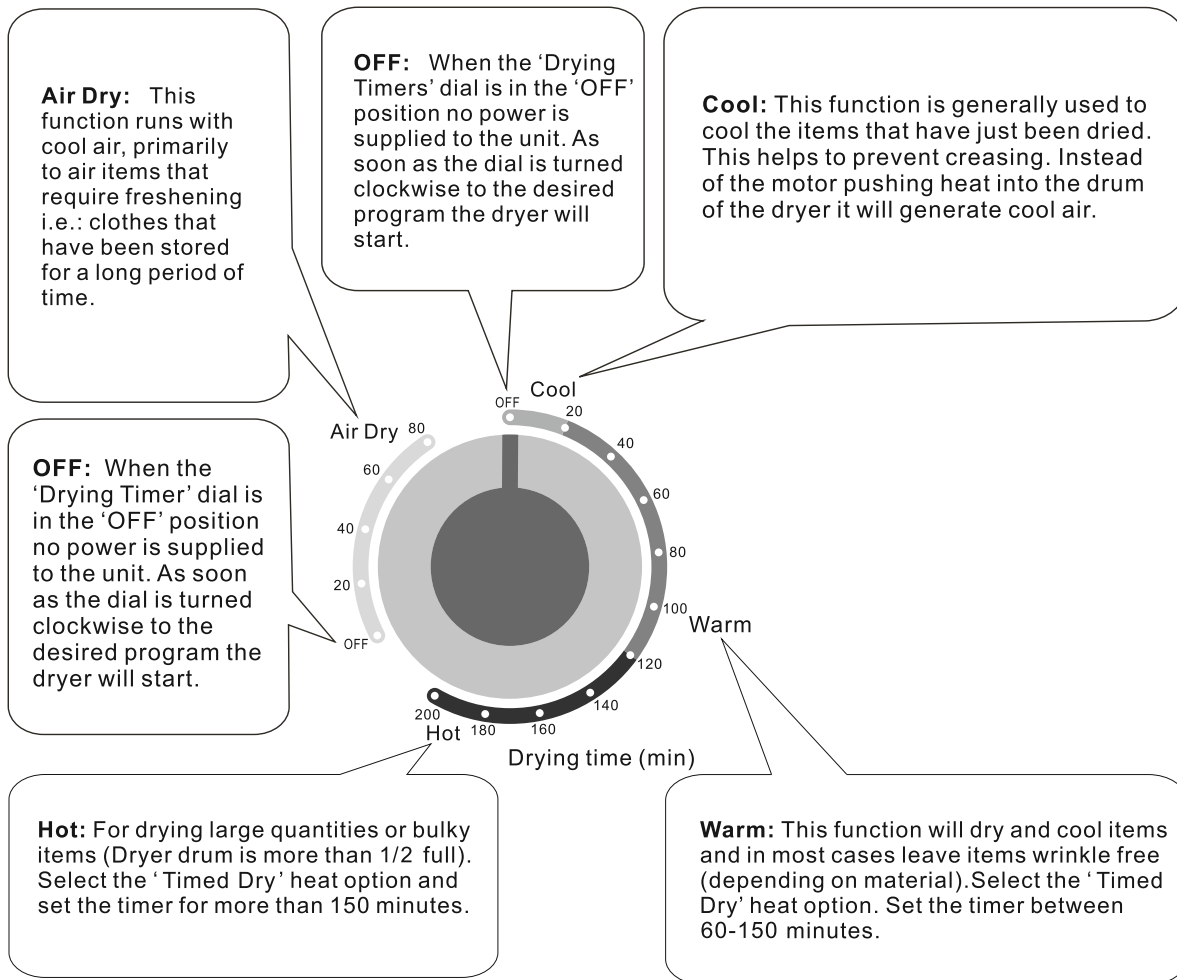 Air Dry: This
function runs with
cool air, primarily
to air items that
require freshening
i.e.: clothes that
have been stored
for a long period of
time.
OFF: When the ‘Drying
Timers’ dial is in the ‘OFF’
position no power is
supplied to the unit. As
soon as the dial is turned
clockwise to the desired
program the dryer will
start.
Cool: This function is generally used to
cool the items that have just been dried.
This helps to prevent creasing. Instead
of the motor pushing heat into the drum
of the dryer it will generate cool air.
OFF: When the
‘Drying Timer’ dial is
in the ‘OFF’ position
no power is supplied
to the unit. As soon
as the dial is turned
clockwise to the
desired program the
dryer will start.
Air Dry
80
60
40
20
OFF
OFF
Cool
20
40
60
80
100
Warm
120
140
160
180
200
Hot
Drying time (min)
Hot: For drying large quantities or bulky
items (Dryer drum is more than 1/2 full).
Select the ‘ Timed Dry’ heat option and
set the timer for more than 150 minutes.
Warm: This function will dry and cool items
and in most cases leave items wrinkle free
(depending on material).Select the ‘ Timed
Dry’ heat option. Set the timer between
60-150 minutes.